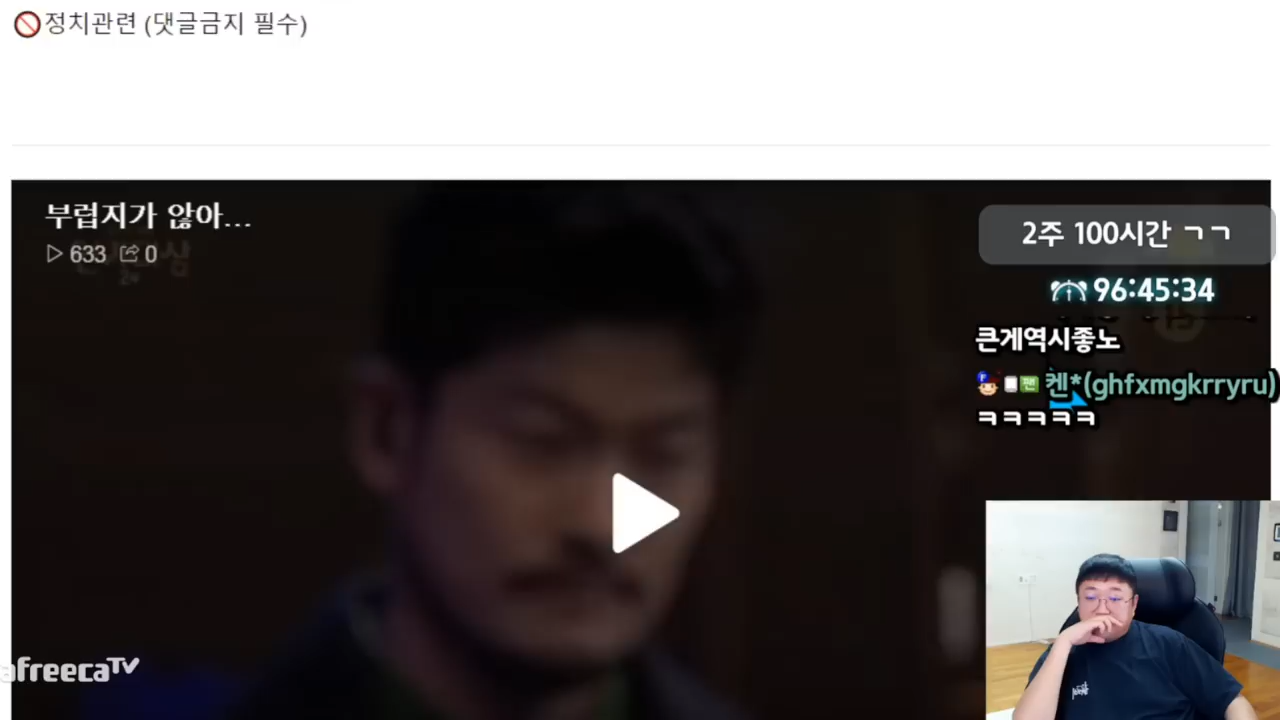 🚫정치관련 (댓글금지 필수)
부럽지가 않아...
633 0
2주 100시간 ㄱㄱ
96:45:34
큰게역시좋노
팬 켄*(ghfxmgkrryru)
ㅋㅋㅋㅋㅋ
afreecaTV